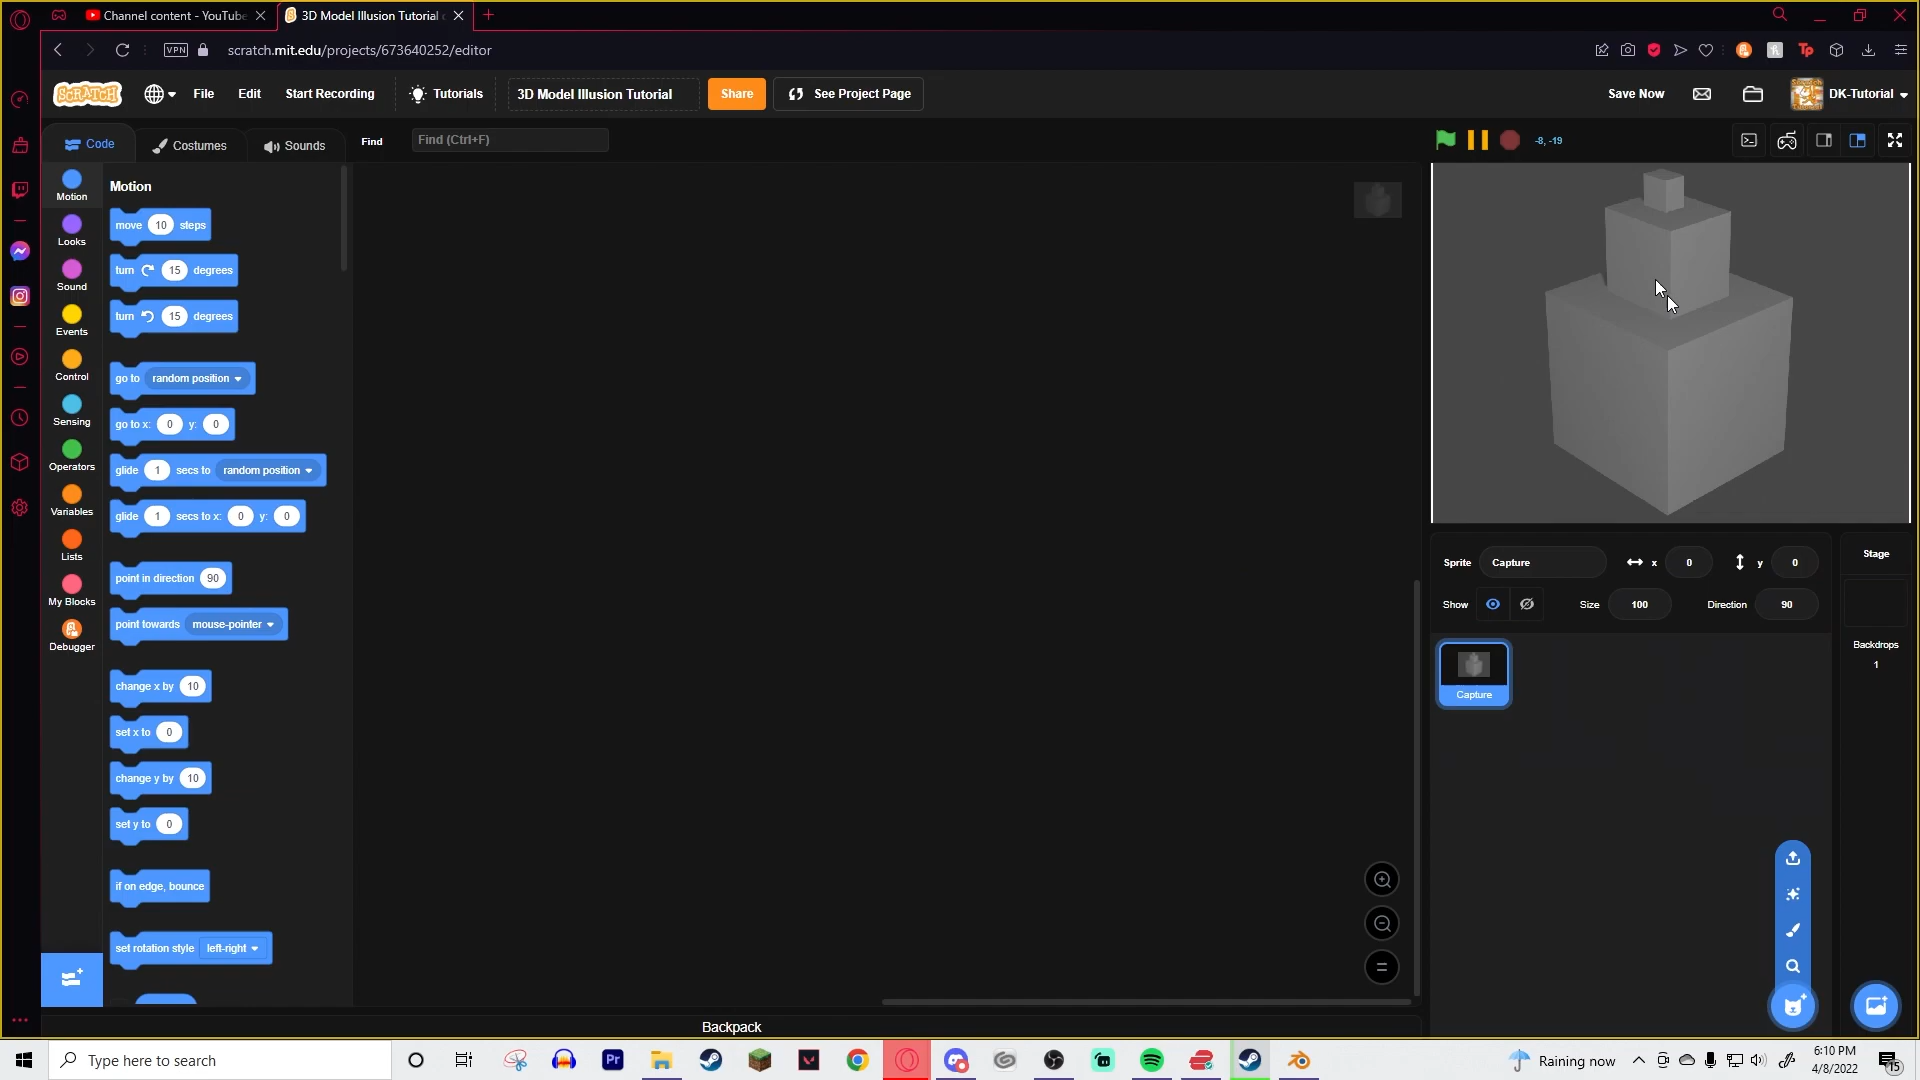 Channel content - YouTube
3D Model Illusion Tutorial
VPN
scratch.mit.edu/projects/673640252/editor
Tp
SCRATCH
File
Edit
Start Recording
Tutorials
3D Model Illusion Tutorial
Share
See Project Page
Save Now
DK-Tutorial
Code
Costumes
Sounds
Find
Find (Ctrl+F)
-8, -19
Motion
Looks
Sound
Events
Control
Sensing
Operators
Variables
Lists
My Blocks
Debugger
Motion
move 10 steps
turn 15 degrees
turn 15 degrees
go to random position
go to x: 0 y: 0
glide 1 secs to random position
glide 1 secs to x: 0 y: 0
point in direction 90
point towards mouse-pointer
change x by 10
set x to 0
change y by 10
set y to 0
if on edge, bounce
set rotation style left-right
Sprite
Capture
x
0
y
0
Show
Size
100
Direction
90
Capture
Stage
Backdrops
1
Backpack
Type here to search
Pr
Raining now
6:10 PM
4/8/2022
15